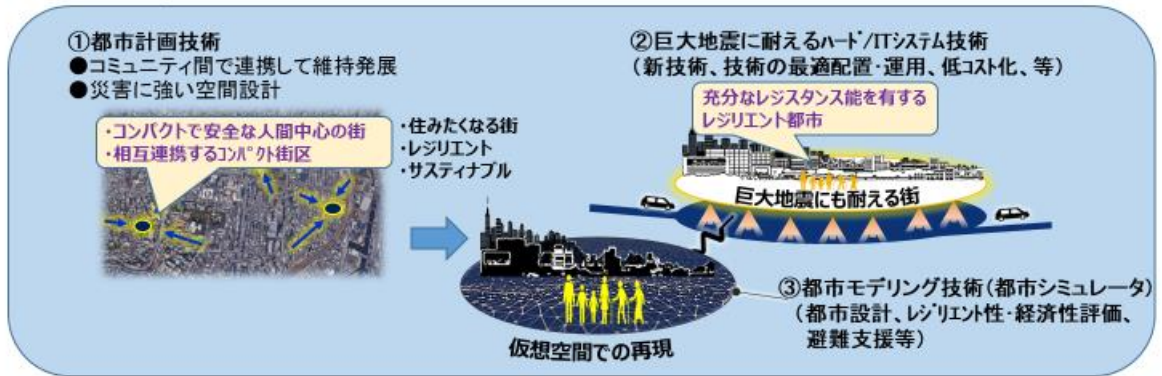 ①都市計画技術
●コミュニティ間で連携して維持発展
●災害に強い空間設計
・コンパクトで安全な人間中心の街
・相互連携するコンパクト街区
・住みたくなる街
・レジリエント
・サスティナブル
②巨大地震に耐えるハード/ITシステム技術
（新技術、技術の最適配置・運用、低コスト化、等）
充分なレジスタンス能を有する
レジリエント都市
巨大地震にも耐える街
③都市モデリング技術（都市シミュレータ）
（都市設計、レジリエント性・経済性評価、
避難支援等）
仮想空間での再現